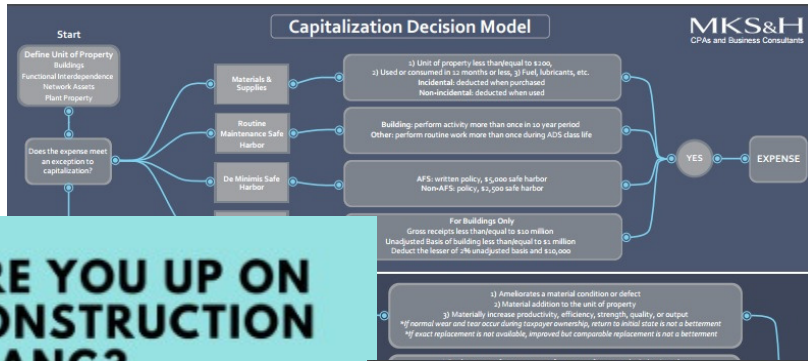 Capitalization Decision Model
MKS&H
CPAs and Business Consultants
Start
Define Unit of Property
Buildings
Functional Interdependence
Network Assets
Plant Property
Does the expense meet
an exception to
capitalization?
Materials &
Supplies
1) Unit of property less than/equal to $200,
2) Used or consumed in 12 months or less, 3) Fuel, lubricants, etc.
Incidental: deducted when purchased
Non-incidental: deducted when used
Routine
Maintenance Safe
Harbor
Building: perform activity more than once in 10 year period
Other: perform routine work more than once during ADS class life
De Minimis Safe
Harbor
AFS: written policy, $5,000 safe harbor
Non-AFS: policy, $2,500 safe harbor
For Buildings Only
Gross receipts less than/equal to $10 million
Unadjusted Basis of building less than/equal to $1 million
Deduct the lesser of 2% unadjusted basis and $10,000
YES
EXPENSE
RE YOU UP ON
ONSTRUCTION
ANG?
1) Ameliorates a material condition or defect
2) Material addition to the unit of property
3) Materially increase productivity, efficiency, strength, quality, or output
*If normal wear and tear occur during taxpayer ownership, return to initial state is not a betterment
*If exact replacement is not available, improved but comparable replacement is not a betterment